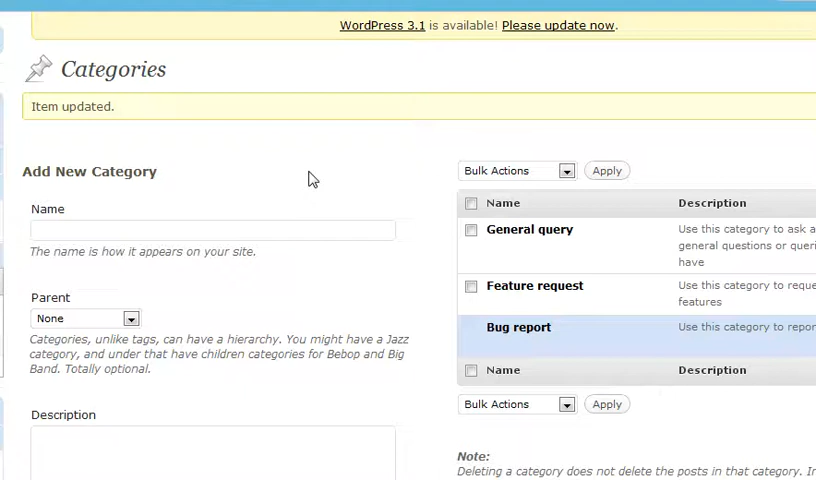 WordPress 3.1 is available! Please update now.
Categories
Item updated.
Add New Category
Name
The name is how it appears on your site.
Parent
None
Categories, unlike tags, can have a hierarchy. You might have a Jazz
category, and under that have children categories for Bebop and Big
Band. Totally optional.
Description
Bulk Actions Apply
Name Description
General query Use this category to ask a
general questions or queri
have
Feature request Use this category to reque
features
Bug report Use this category to repor
Name Description
Bulk Actions Apply
Note:
Deleting a category does not delete the posts in that category. In